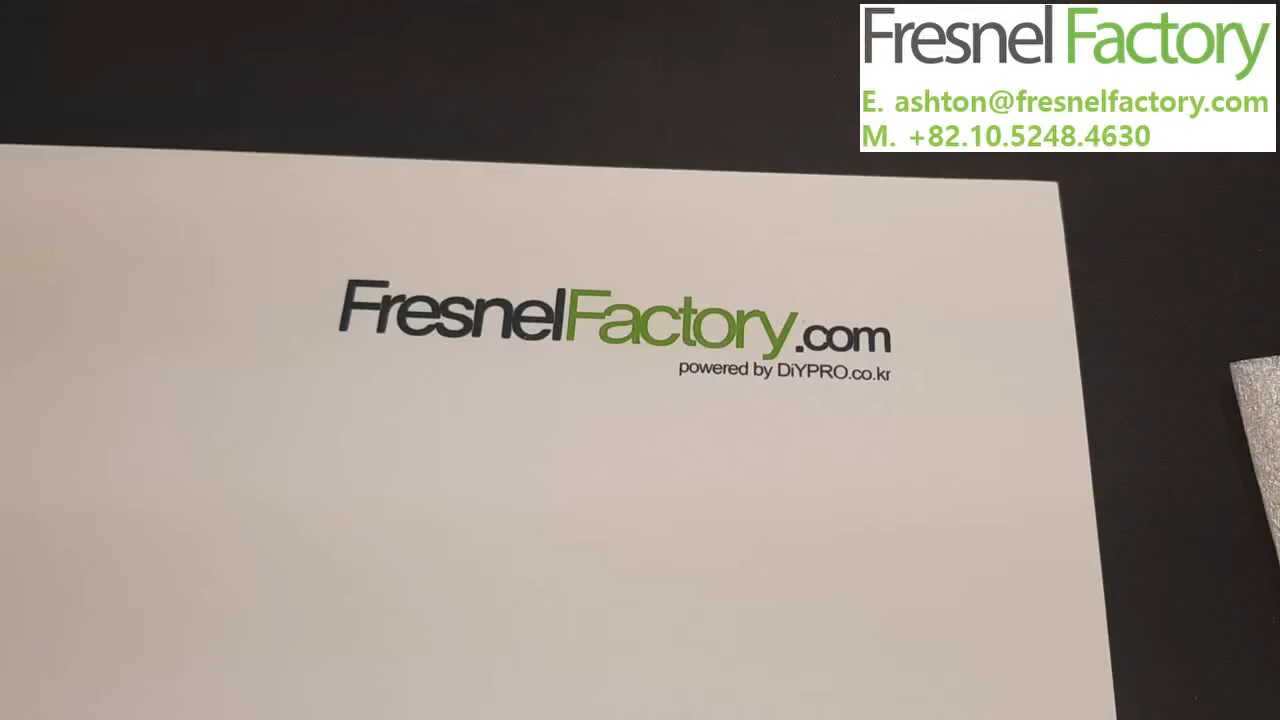 Fresnel Factory
E. ashton@fresnelfactory.com
M. +82.10.5248.4630
FresnelFactory.com
powered by DiYPRO.co.kr